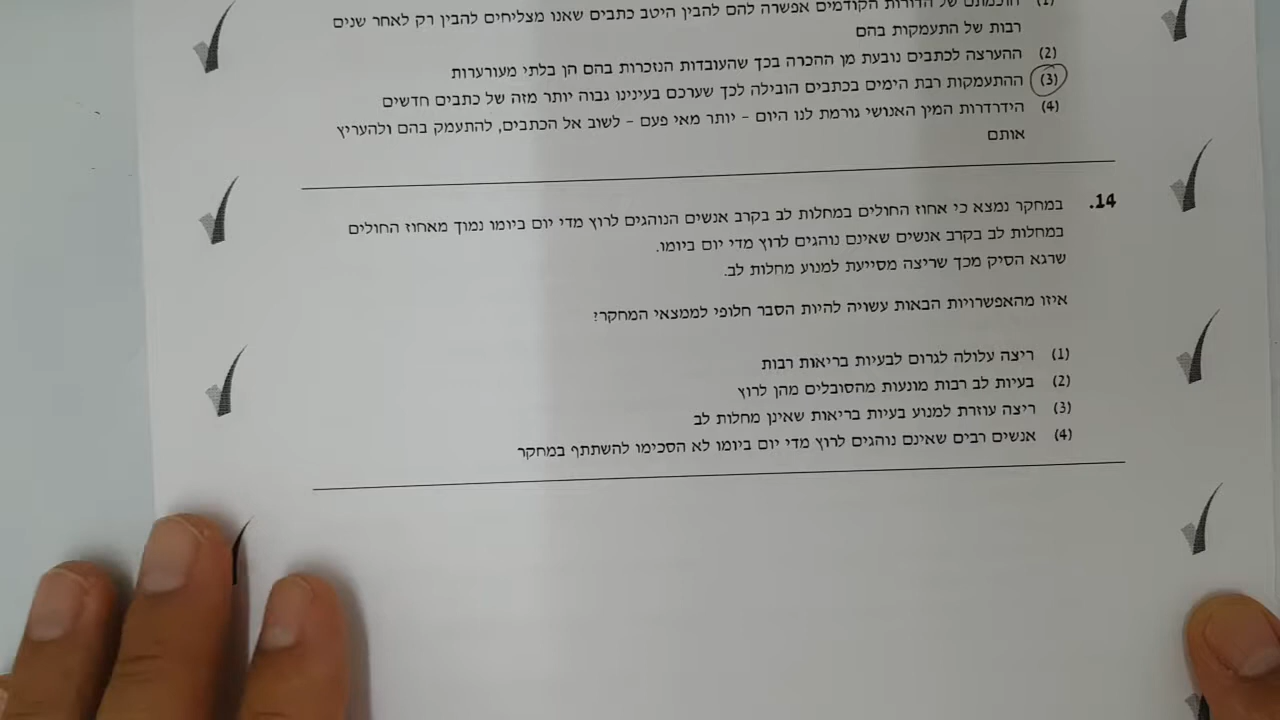 (1) חוכמתם של הדורות הקודמים אפשרה להם להבין היטב כתבים שאנו מצליחים להבין רק לאחר שנים
רבות של התעמקות בהם
(2) ההערצה לכתבים נובעת מן ההכרה בכך שהעובדות הנזכרות בהם הן בלתי מעורערות
(3) ההתעמקות רבת הימים בכתבים הובילה לכך שערכם בעינינו גבוה יותר מזה של כתבים חדשים
(4) הידרדרות המין האנושי גורמת לנו היום – יותר מאי פעם – לשוב אל הכתבים, להתעמק בהם ולהעריץ
אותם
14. במחקר נמצא כי אחוז החולים במחלות לב בקרב אנשים הנוהגים לרוץ מדי יום ביומו נמוך מאחוז החולים
במחלות לב בקרב אנשים שאינם נוהגים לרוץ מדי יום ביומו.
שרגא הסיק מכך שריצה מסייעת למנוע מחלות לב.
איזו מהאפשרויות הבאות עשויה להיות הסבר חלופי לממצאי המחקר?
(1) ריצה עלולה לגרום לבעיות בריאות רבות
(2) בעיות לב רבות מונעות מהסובלים מהן לרוץ
(3) ריצה עוזרת למנוע בעיות בריאות שאינן מחלות לב
(4) אנשים רבים שאינם נוהגים לרוץ מדי יום ביומו לא הסכימו להשתתף במחקר